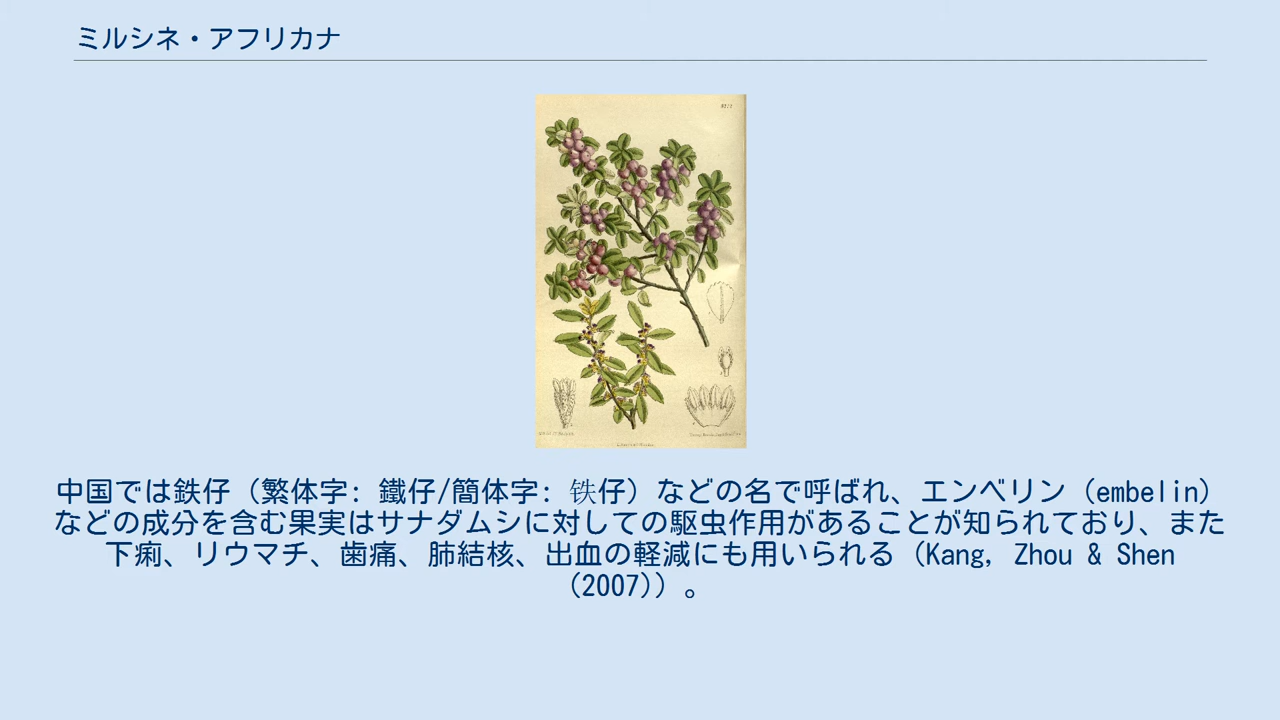 ミルシネ・アフリカナ
中国では鉄仔（繁体字: 鐵仔/簡体字: 铁仔）などの名で呼ばれ、エンベリン（embelin）
などの成分を含む果実はサナダムシに対しての駆虫作用があることが知られており、また
下痢、リウマチ、歯痛、肺結核、出血の軽減にも用いられる（Kang, Zhou & Shen
(2007)）。